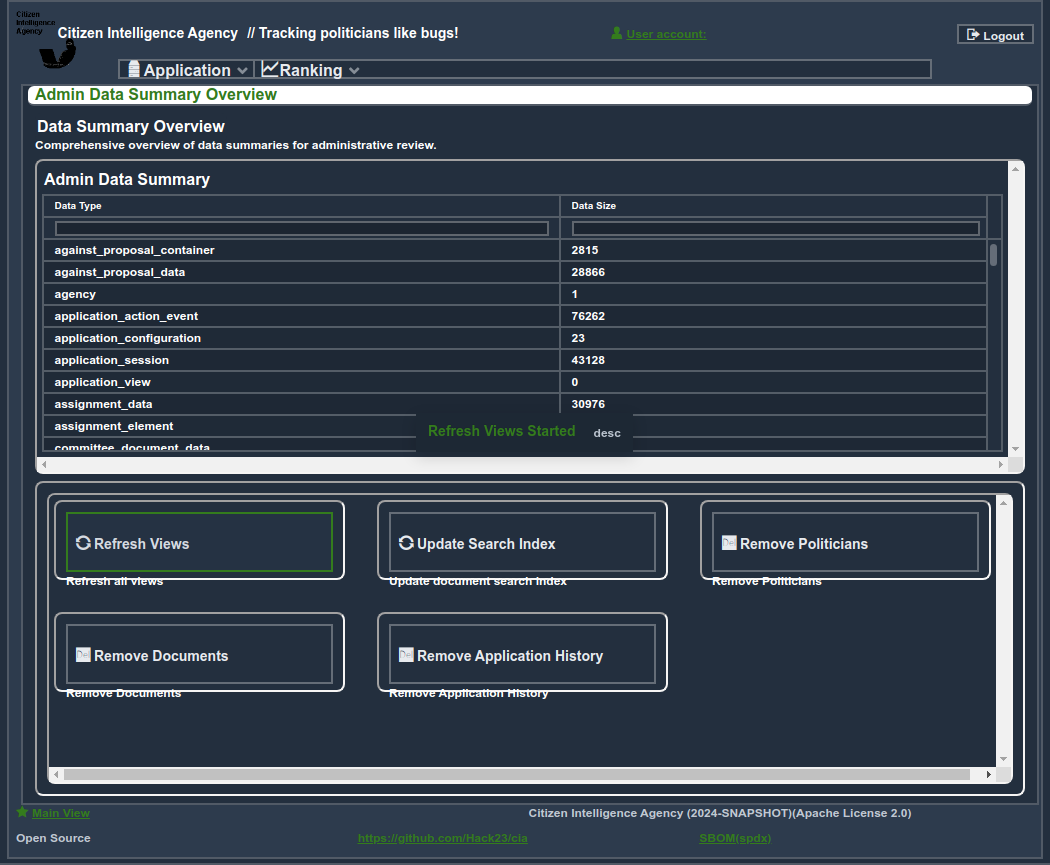 Citizen
Intelligence
Agency
Citizen Intelligence Agency // Tracking politicians like bugs!
User account:
Logout
Application
Ranking
Admin Data Summary Overview
Data Summary Overview
Comprehensive overview of data summaries for administrative review.
Admin Data Summary
Data Type Data Size
against_proposal_container 2815
against_proposal_data 28866
agency 1
application_action_event 76262
application_configuration 23
application_session 43128
application_view 0
assignment_data 30976
assignment_element
committee_document_data
Refresh Views Started desc
Refresh Views
Refresh all views
Update Search Index
Update document search index
Remove Politicians
Remove Politicians
Remove Documents
Remove Documents
Remove Application History
Remove Application History
Main View
Citizen Intelligence Agency (2024-SNAPSHOT)(Apache License 2.0)
Open Source
https://github.com/Hack23/cia
SBOM(spdx)